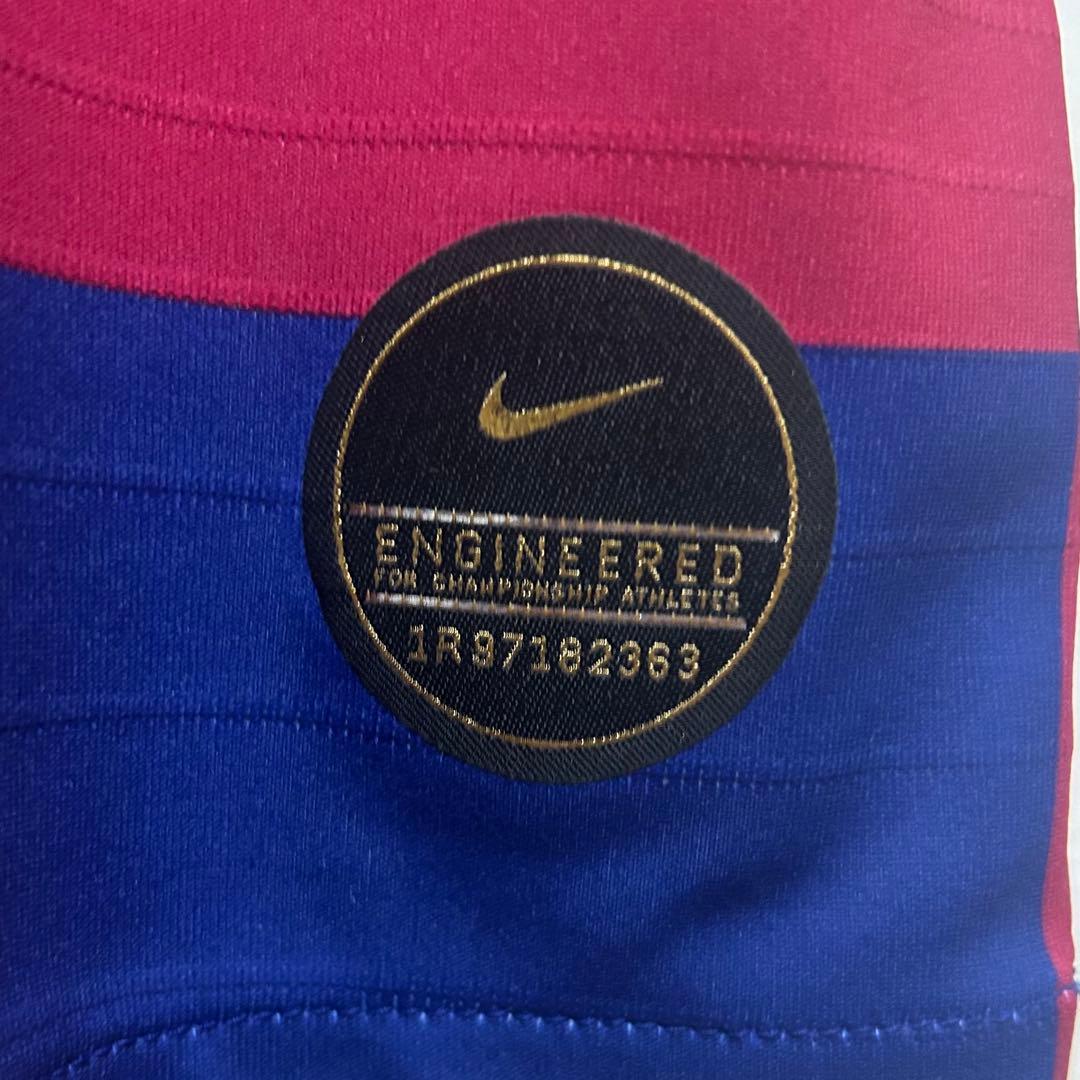 ENGINEERED
FOR CHAMPIONSHIP ATHLETES
1R97182363